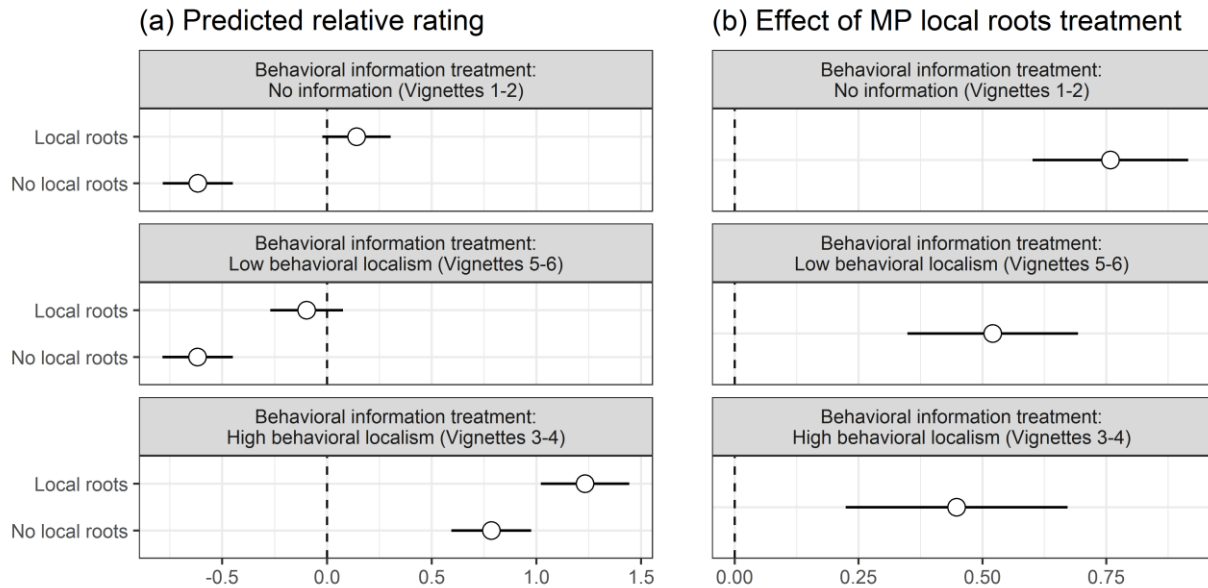 (a) Predicted relative rating
Behavioral information treatment:
No information (Vignettes 1-2)
Local roots
No local roots
Behavioral information treatment:
Low behavioral localism (Vignettes 5-6)
Local roots
No local roots
Behavioral information treatment:
High behavioral localism (Vignettes 3-4)
Local roots
No local roots
-0.5 0.0 0.5 1.0 1.5
(b) Effect of MP local roots treatment
Behavioral information treatment:
No information (Vignettes 1-2)
Behavioral information treatment:
Low behavioral localism (Vignettes 5-6)
Behavioral information treatment:
High behavioral localism (Vignettes 3-4)
0.00 0.25 0.50 0.75